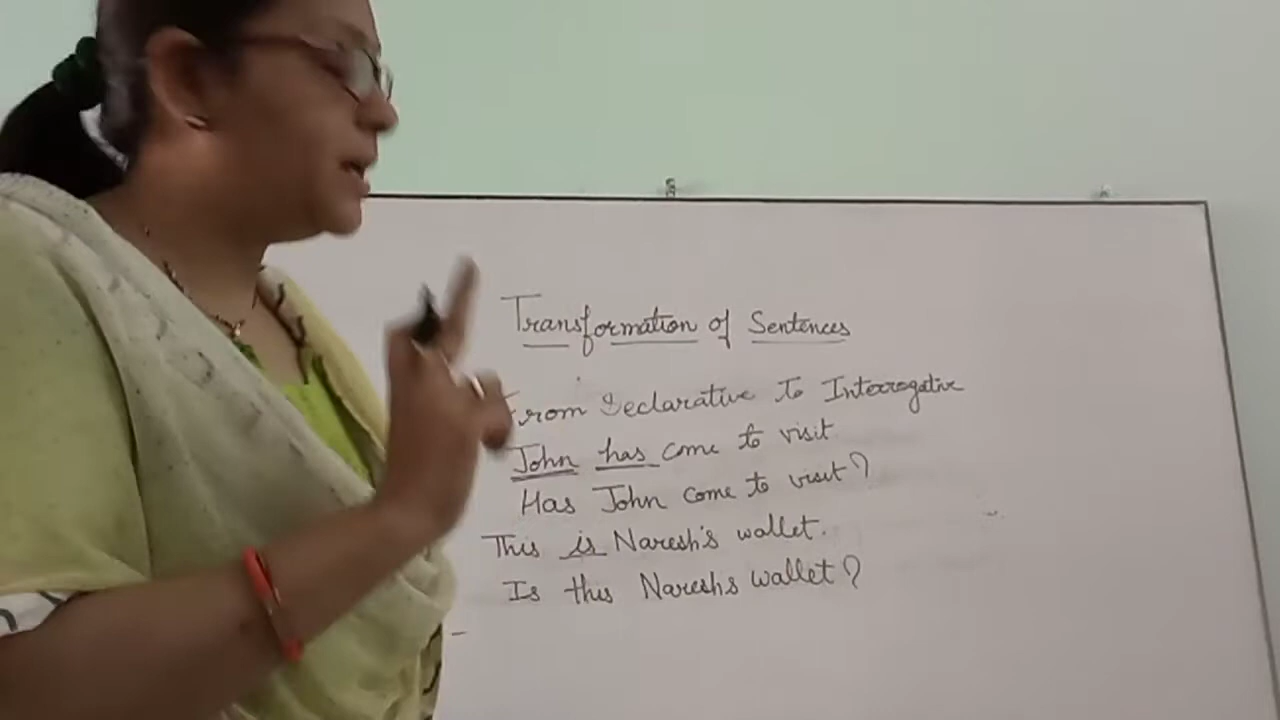 Transformation of Sentences
From Declarative To Interrogative
John has come to visit
Has John come to visit?
This is Naresh's wallet.
Is this Nareshs wallet?